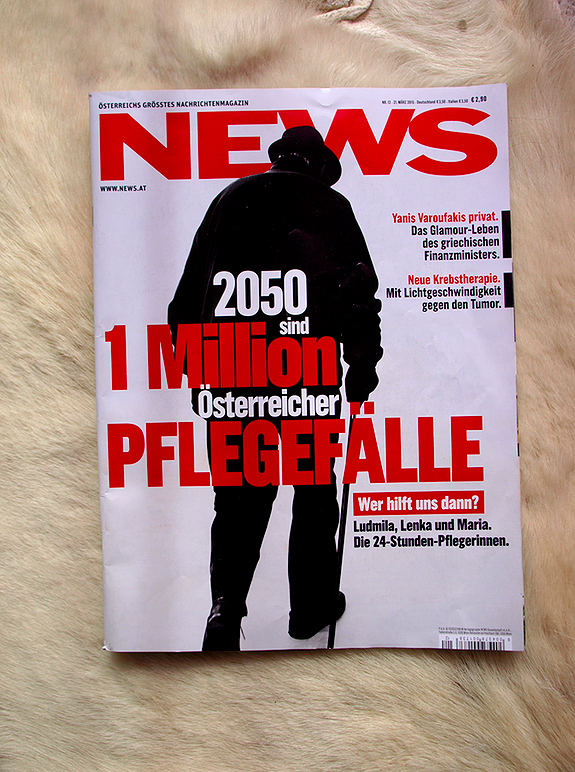 ÖSTERREICHS GRÖSSTES NACHRICHTENMAGAZIN
€ 2,90
NEWS
WWW.NEWS.AT
Yanis Varoufakis privat.
Das Glamour-Leben
des griechischen
Finanzministers.
Neue Krebstherapie.
Mit Lichtgeschwindigkeit
gegen den Tumor.
2050
sind
1 Million
Österreicher
PFLEGEFÄLLE
Wer hilft uns dann?
Ludmila, Lenka und Maria.
Die 24-Stunden-Pflegerinnen.